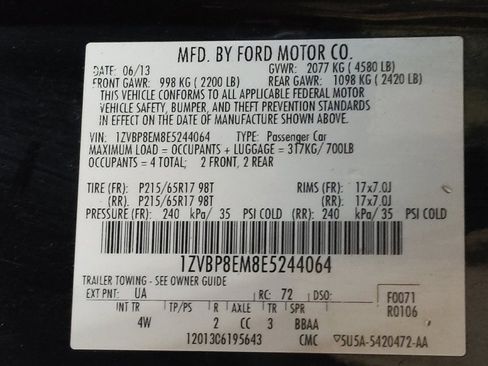 MFD. BY FORD MOTOR CO.
DATE: 06/13 GVWR: 2077 KG ( 4580 LB)
FRONT GAWR: 998 KG ( 2200 LB) REAR GAWR: 1098 KG ( 2420 LB)
THIS VEHICLE CONFORMS TO ALL APPLICABLE FEDERAL MOTOR
VEHICLE SAFETY, BUMPER, AND THEFT PREVENTION STANDARDS
IN EFFECT ON THE DATE OF MANUFACTURE SHOWN ABOVE.
VIN: 1ZVBP8EM8E5244064 TYPE: Passenger Car
MAXIMUM LOAD = OCCUPANTS + LUGGAGE = 317KG/ 700LB
OCCUPANTS = 4 TOTAL; 2 FRONT, 2 REAR
TIRE (FR): P215/65R17 98T RIMS (FR): 17x7.0J
(RR): P215/65R17 98T (RR): 17x7.0J
PRESSURE (FR): 240 kPa/ 35 PSI COLD (RR): 240 kPa/ 35 PSI COLD
1ZVBP8EM8E5244064
TRAILER TOWING - SEE OWNER GUIDE
EXT PNT: UA RC: 72 DSO: F0071
INT TR TP/PS R AXLE TR SPR R0106
4W 2 CC 3 BBAA
1201306195643 CMC 5U5A-5420472-AA